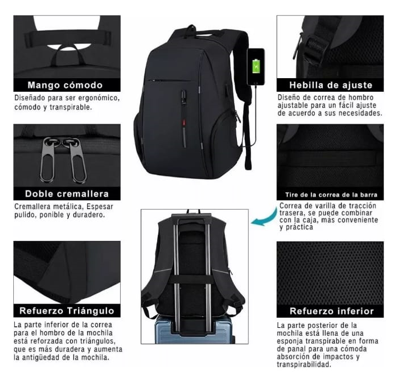 Mango cómodo
Diseñado para ser ergonómico,
cómodo y transpirable.
Hebilla de ajuste
Diseño de correa de hombro
ajustable para un fácil ajuste
de acuerdo a sus necesidades.
Doble cremallera
Cremallera metálica, Espesar
pulido, ponible y duradero.
Tire de la correa de la barra
Correa de varilla de tracción
trasera, se puede combinar
con la caja, más conveniente
y práctica
Refuerzo Triángulo
La parte inferior de la correa
para el hombro de la mochila
está reforzada con triángulos,
que es más duradera y aumenta
la antigüedad de la mochila.
Refuerzo inferior
La parte posterior de la
mochila está llena de una
esponja transpirable en forma
de panal para una cómoda
absorción de impactos y
transpirabilidad.